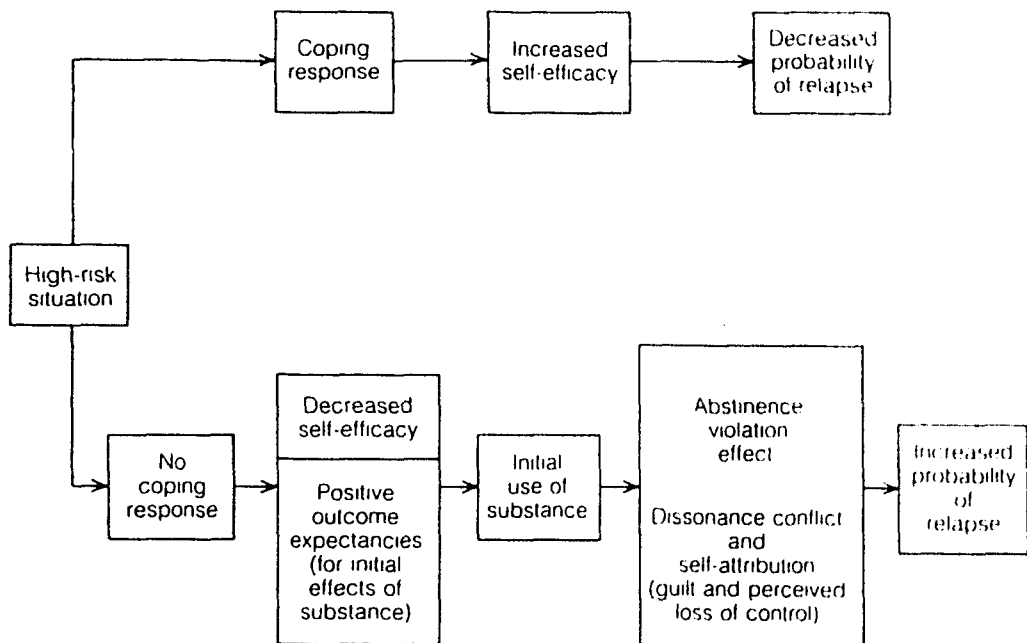 Coping
response
Increased
self-efficacy
Decreased
probability
of relapse
High-risk
situation
No
coping
response
Decreased
self-efficacy
Positive
outcome
expectancies
(for initial
effects of
substance)
Initial
use of
substance
Abstinence
violation
effect
Dissonance conflict
and
self-attribution
(guilt and perceived
loss of control)
Increased
probability
of
relapse